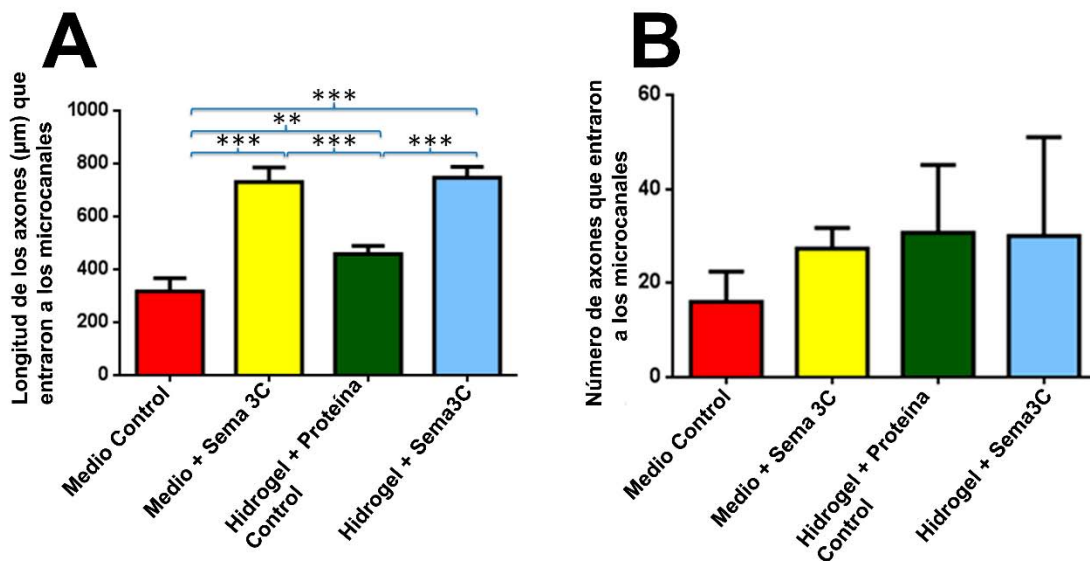 A
Longitud de los axones (µm) que
entraron a los microcanales
1000
800
600
400
200
0
***
**
***
***
***
Medio Control
Medio + Sema 3C
Hidrogel + Proteína
Control
Hidrogel + Sema3C
B
Número de axones que entraron
a los microcanales
60
40
20
0
Medio Control
Medio + Sema 3C
Hidrogel + Proteína
Control
Hidrogel + Sema3C